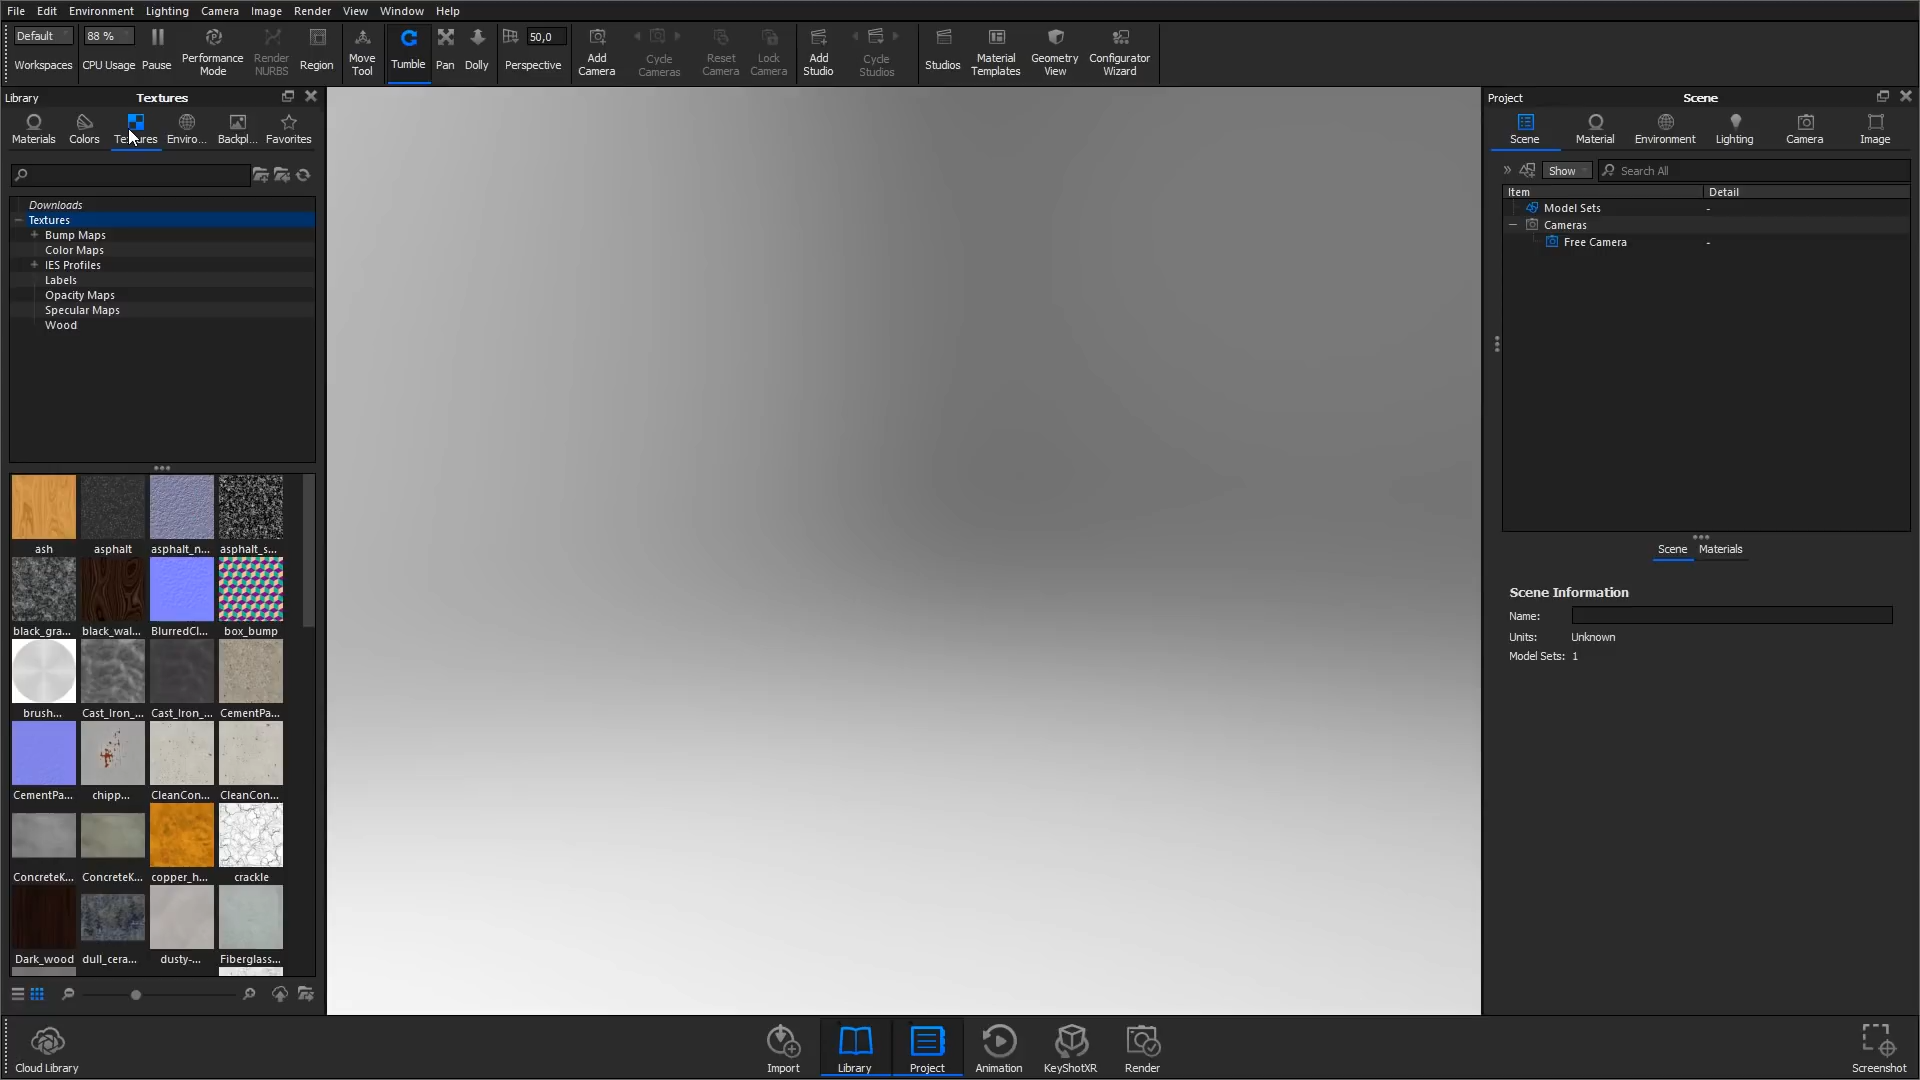 File Edit Environment Lighting Camera Image Render View Window Help
Default 88 % 50,0
Workspaces CPU Usage Pause Performance Mode Render NURBS Region Move Tool Tumble Pan Dolly Perspective Add Camera Cycle Cameras Reset Camera Lock Camera Add Studio Cycle Studios Studios Material Templates Geometry View Configurator Wizard
Library Textures
Materials Colors Textures Enviro... Backpl... Favorites
Downloads
Textures
Bump Maps
Color Maps
IES Profiles
Labels
Opacity Maps
Specular Maps
Wood
ash asphalt asphalt_n... asphalt_s...
black_gra... black_wal... BlurredCl... box_bump
brush... Cast_Iron_... Cast_Iron_... CementPa...
CementPa... chipp... CleanCon... CleanCon...
ConcreteK... ConcreteK... copper_h... crackle
Dark_wood dull_cera... dusty-... Fiberglass...
Project Scene
Scene Material Environment Lighting Camera Image
Show Search All
Item Detail
Model Sets -
Cameras
Free Camera -
Scene Materials
Scene Information
Name:
Units: Unknown
Model Sets: 1
Cloud Library Import Library Project Animation KeyShotXR Render Screenshot